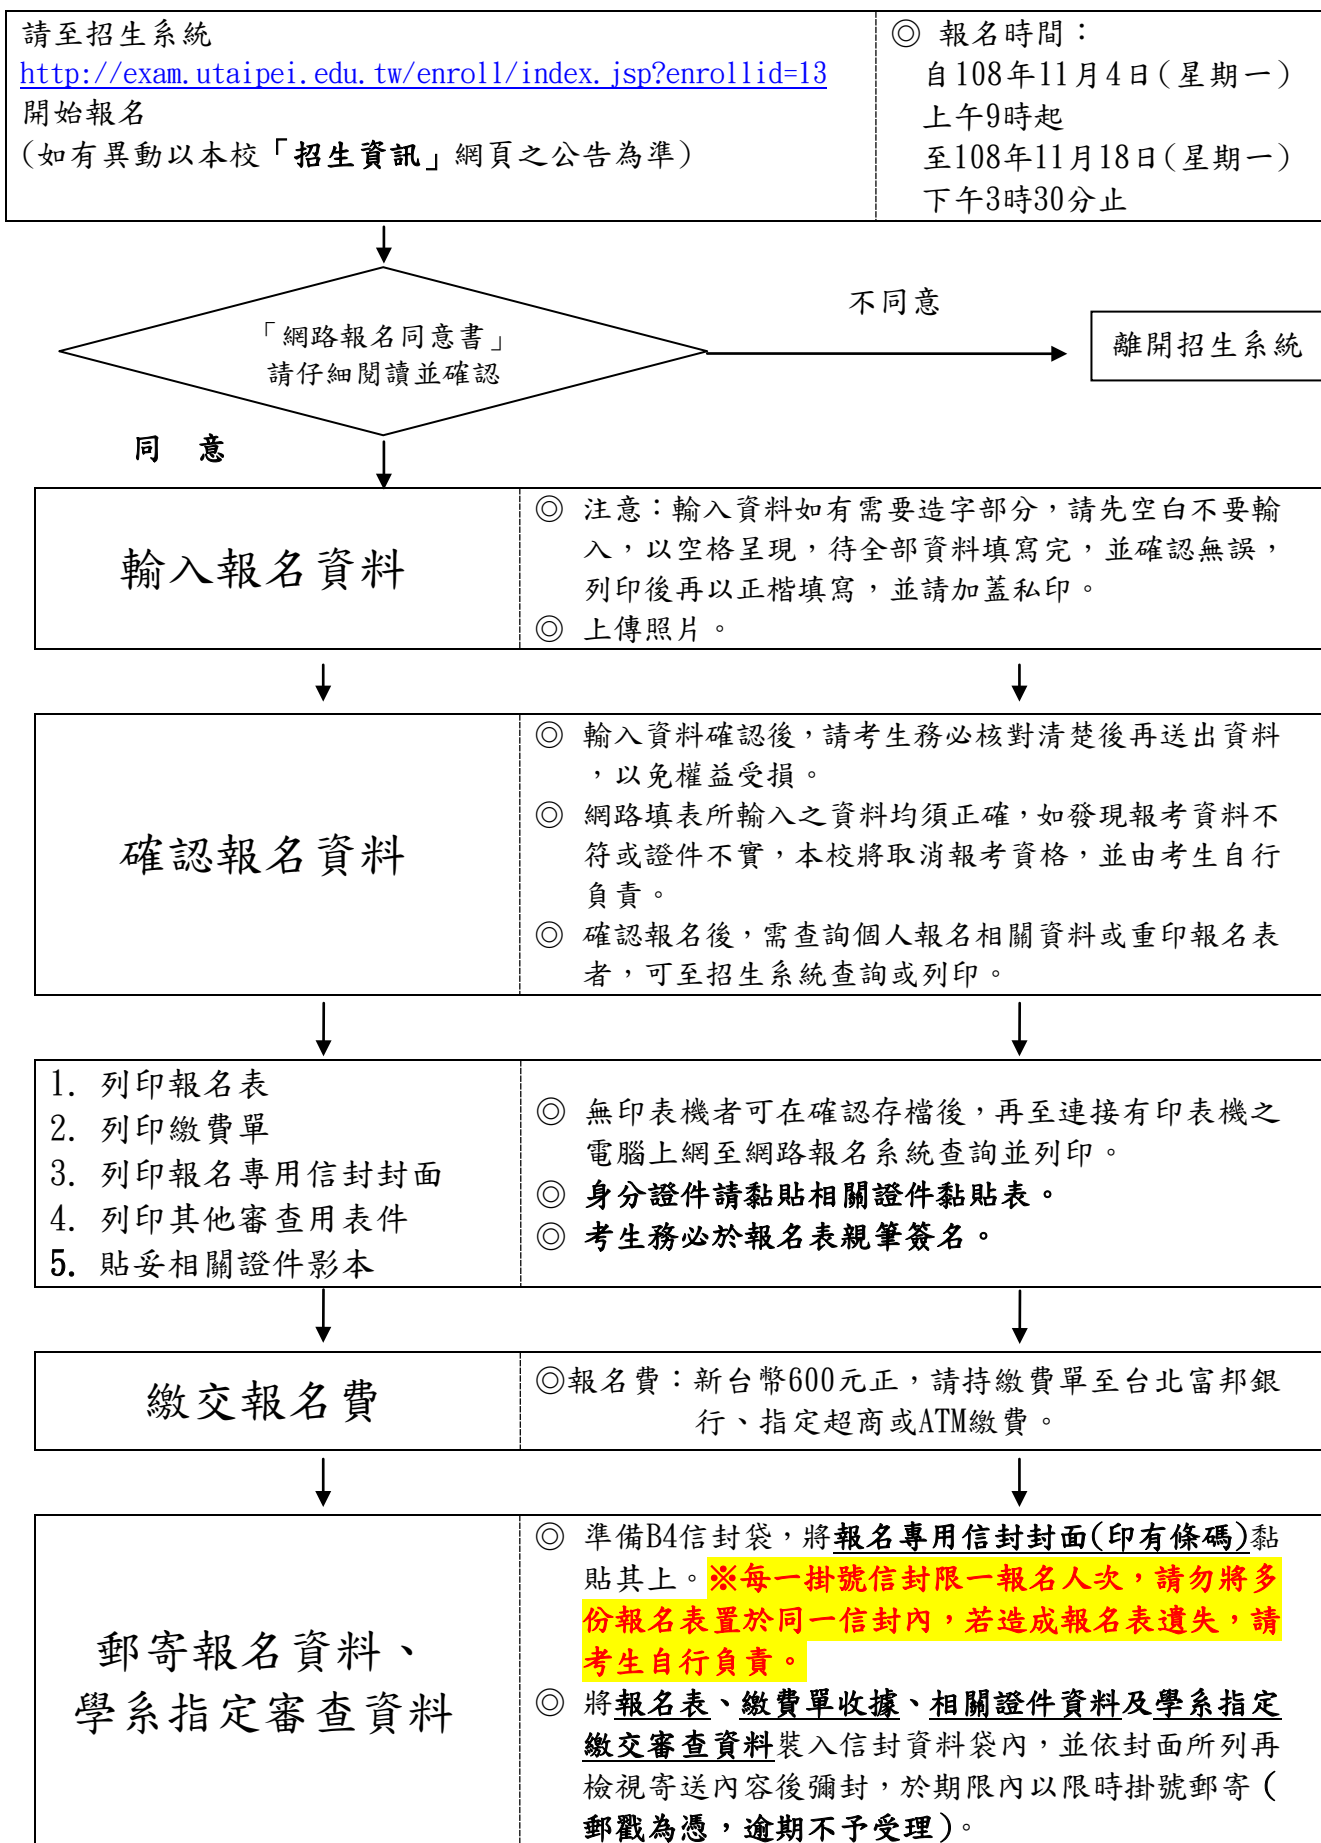 請至招生系統
http://exam.utaipei.edu.tw/enroll/index.jsp?enrollid=13
開始報名
(如有異動以本校「招生資訊」網頁之公告為準)
◎ 報名時間：
自108年11月4日(星期一)
上午9時起
至108年11月18日(星期一)
下午3時30分止
「網路報名同意書」
請仔細閱讀並確認
不同意
離開招生系統
同 意
輸入報名資料
◎ 注意：輸入資料如有需要造字部分，請先空白不要輸
入，以空格呈現，待全部資料填寫完，並確認無誤，
列印後再以正楷填寫，並請加蓋私印。
◎ 上傳照片。
確認報名資料
◎ 輸入資料確認後，請考生務必核對清楚後再送出資料
，以免權益受損。
◎ 網路填表所輸入之資料均須正確，如發現報考資料不
符或證件不實，本校將取消報考資格，並由考生自行
負責。
◎ 確認報名後，需查詢個人報名相關資料或重印報名表
者，可至招生系統查詢或列印。
1. 列印報名表
2. 列印繳費單
3. 列印報名專用信封封面
4. 列印其他審查用表件
5. 貼妥相關證件影本
◎ 無印表機者可在確認存檔後，再至連接有印表機之
電腦上網至網路報名系統查詢並列印。
◎ 身分證件請黏貼相關證件黏貼表。
◎ 考生務必於報名表親筆簽名。
繳交報名費
◎報名費：新台幣600元正，請持繳費單至台北富邦銀
行、指定超商或ATM繳費。
郵寄報名資料、
學系指定審查資料
◎ 準備B4信封袋，將報名專用信封封面(印有條碼)黏
貼其上。※每一掛號信封限一報名人次，請勿將多
份報名表置於同一信封內，若造成報名表遺失，請
考生自行負責。
◎ 將報名表、繳費單收據、相關證件資料及學系指定
繳交審查資料裝入信封資料袋內，並依封面所列再
檢視寄送內容後彌封，於期限內以限時掛號郵寄(
郵戳為憑，逾期不予受理)。